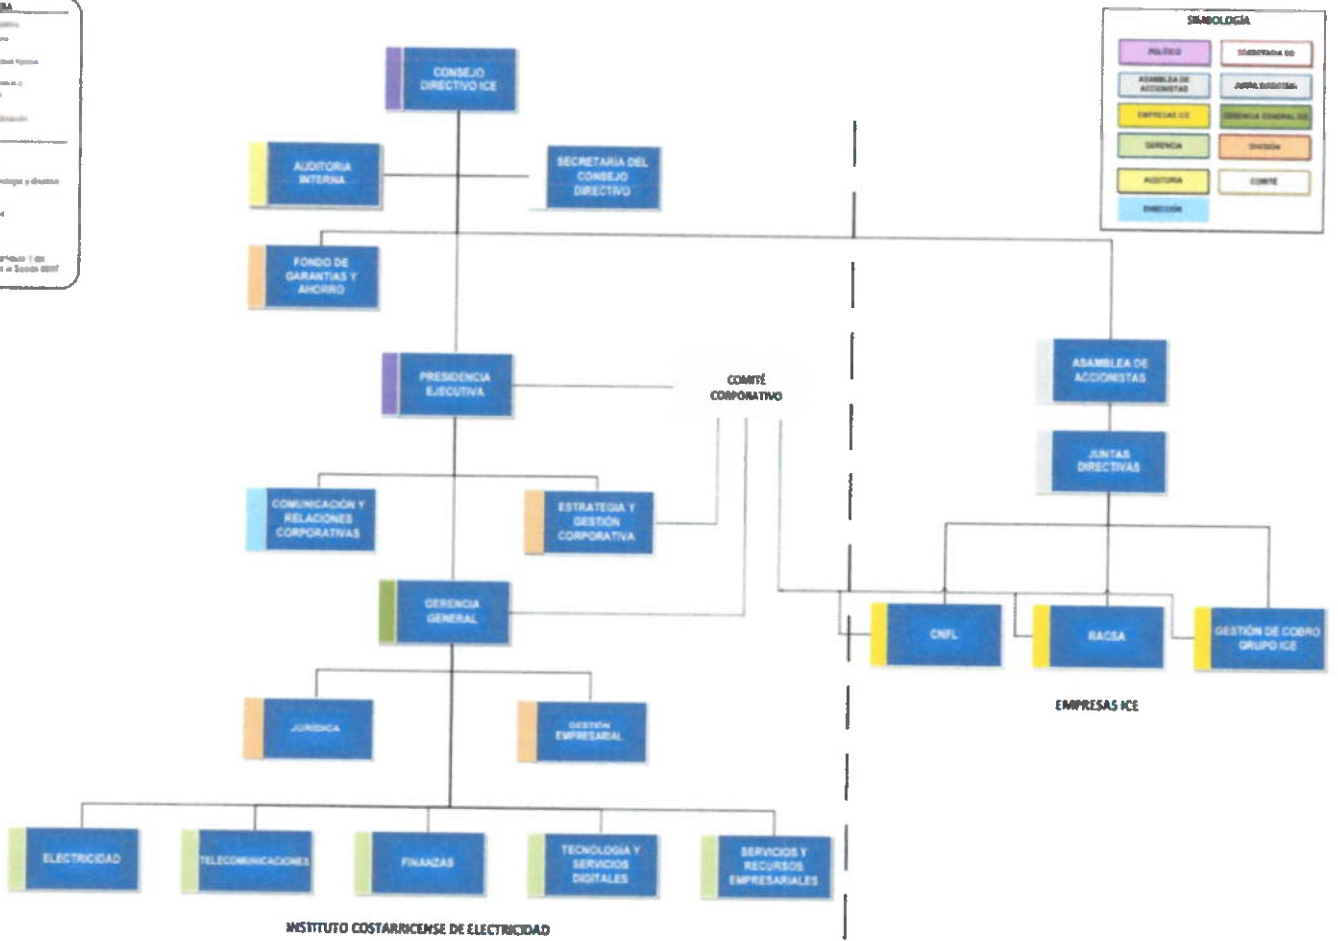 SIMBOLOGÍA
POLÍTICO
SECRETARIA CD
ASAMBLEA DE
ACCIONISTAS
JUNTA DIRECTIVA
EMPRESAS ICE
GERENCIA GENERAL ICE
GERENCIA
DIVISIÓN
AUDITORÍA
COMITÉ
DIRECCIÓN
CONSEJO
DIRECTIVO ICE
AUDITORIA
INTERNA
SECRETARIA DEL
CONSEJO
DIRECTIVO
FONDO DE
GARANTIAS Y
AHORRO
PRESIDENCIA
EJECUTIVA
COMITÉ
CORPORATIVO
ASAMBLEA DE
ACCIONISTAS
JUNTAS
DIRECTIVAS
COMUNICACIÓN Y
RELACIONES
CORPORATIVAS
ESTRATEGIA Y
GESTIÓN
CORPORATIVA
GERENCIA
GENERAL
CNFL
RACSA
GESTIÓN DE COBRO
GRUPO ICE
EMPRESAS ICE
JURIDICA
GESTIÓN
EMPRESARIAL
ELECTRICIDAD
TELECOMUNICACIONES
FINANZAS
TECNOLOGIA Y
SERVICIOS
DIGITALES
SERVICIOS Y
RECURSOS
EMPRESARIALES
INSTITUTO COSTARRICENSE DE ELECTRICIDAD